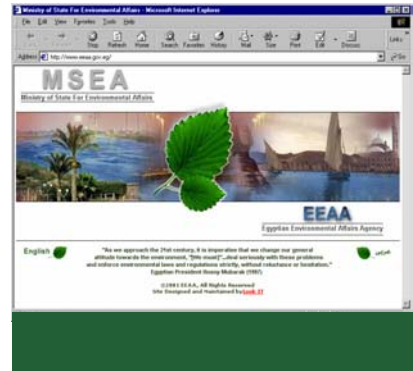 Ministry of State For Environmental Affairs - Microsoft Internet Explorer
File Edit View Favorites Tools Help
Stop Refresh Home Search Favorites History Mail Size Print Edit Discuss
Links
Address http://www.eeaa.gov.eg/
Go
MSEA
Ministry of State For Environmental Affairs
EEAA
Egyptian Environmental Affairs Agency
English
"As we approach the 21st century, it is imperative that we change our general
attitude towards the environment, "[We must]"...deal seriously with these problems
and enforce environmental laws and regulations strictly, without reluctance or hesitation."
Egyptian President Hosny Mubarak (1997)
©2003 EEAA, All Rights Reserved
Site Designed and Maintained by Link IT